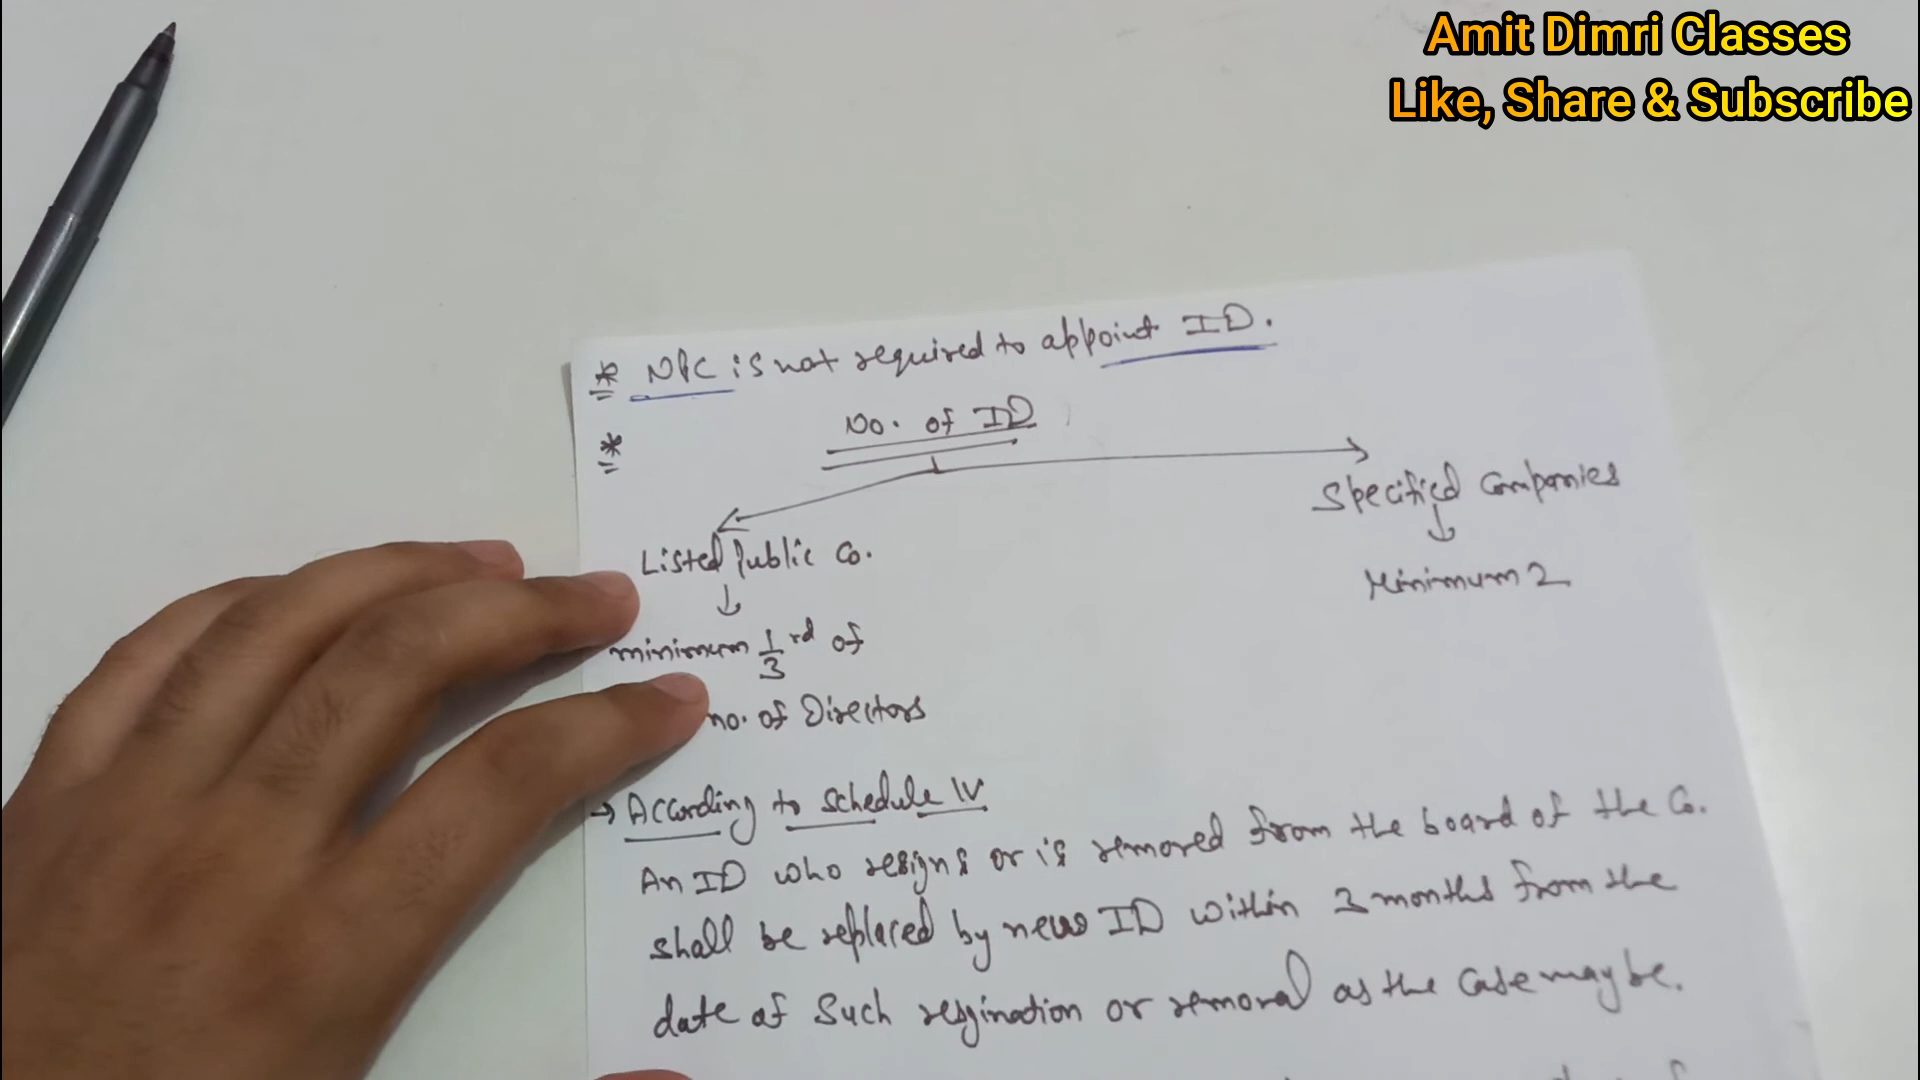 Amit Dimri Classes
Like, Share & Subscribe
* NPC is not required to appoint ID.
* No. of ID
Listed Public Co.
Specified Companies
minimum 1/3 rd of
no. of Directors
Minimum 2
→ According to Schedule IV
An ID who resigns or is removed from the board of the Co.
shall be replaced by new ID within 3 months from the
date of such resgination or removal as the case may be.